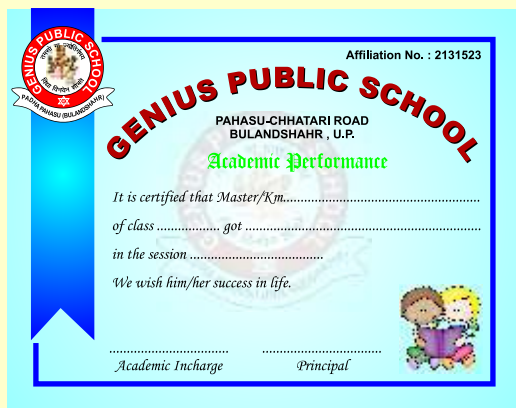 GENIUS PUBLIC SCHOOL
PADHA PAHASU (BULANDSHAHR)
Affiliation No. : 2131523
GENIUS PUBLIC SCHOOL
PAHASU-CHHATARI ROAD
BULANDSHAHR , U.P.
Academic Performance
It is certified that Master/Km..................................................
of class .................. got ............................................................
in the session ......................................
We wish him/her success in life.
Academic Incharge
Principal